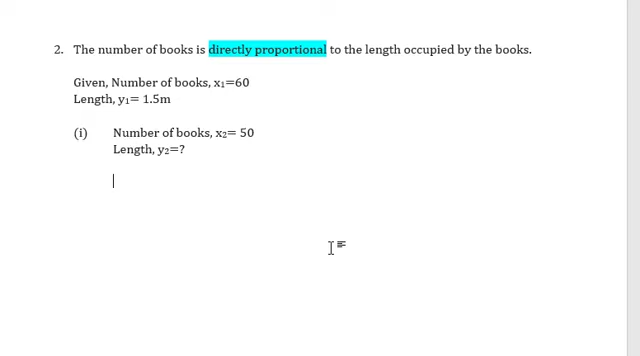 2. The number of books is directly proportional to the length occupied by the books.
Given, Number of books, x₁=60
Length, y₁= 1.5m
(i) Number of books, x₂= 50
Length, y₂=?